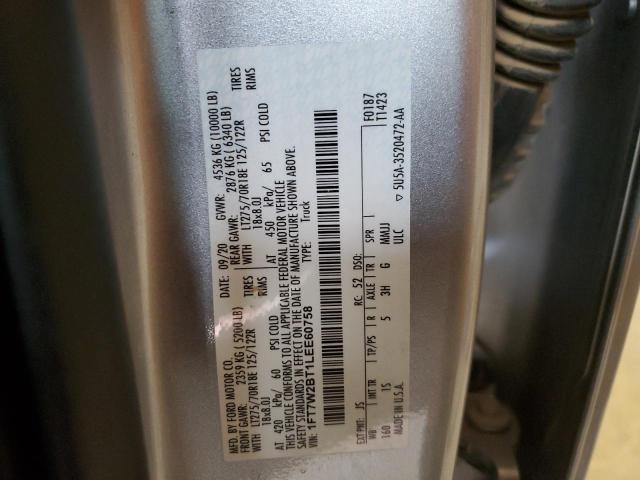 MFD. BY FORD MOTOR CO.
DATE: 09/20 GVWR: 4536 KG (10000 LB)
FRONT GAWR: 2359 KG (5200 LB) REAR GAWR: 2876 KG (6340 LB)
WITH LT275/70R18E 125/122R TIRES WITH LT275/70R18E 125/122R TIRES
18x8.0J RIMS 18x8.0J RIMS
AT 420 kPa/ 60 PSI COLD AT 450 kPa/ 65 PSI COLD
THIS VEHICLE CONFORMS TO ALL APPLICABLE FEDERAL MOTOR VEHICLE
SAFETY STANDARDS IN EFFECT ON THE DATE OF MANUFACTURE SHOWN ABOVE.
VIN: 1FT7W2BT1LEE60758 TYPE: Truck
F0187
T1423
EXT PNT: JS RC: 52 DSO:
WB INT TR TP/PS R AXLE TR SPR
160 1S 5 3H G MMJJ
MADE IN U.S.A. ULC
▽ 5U5A-3520472-AA